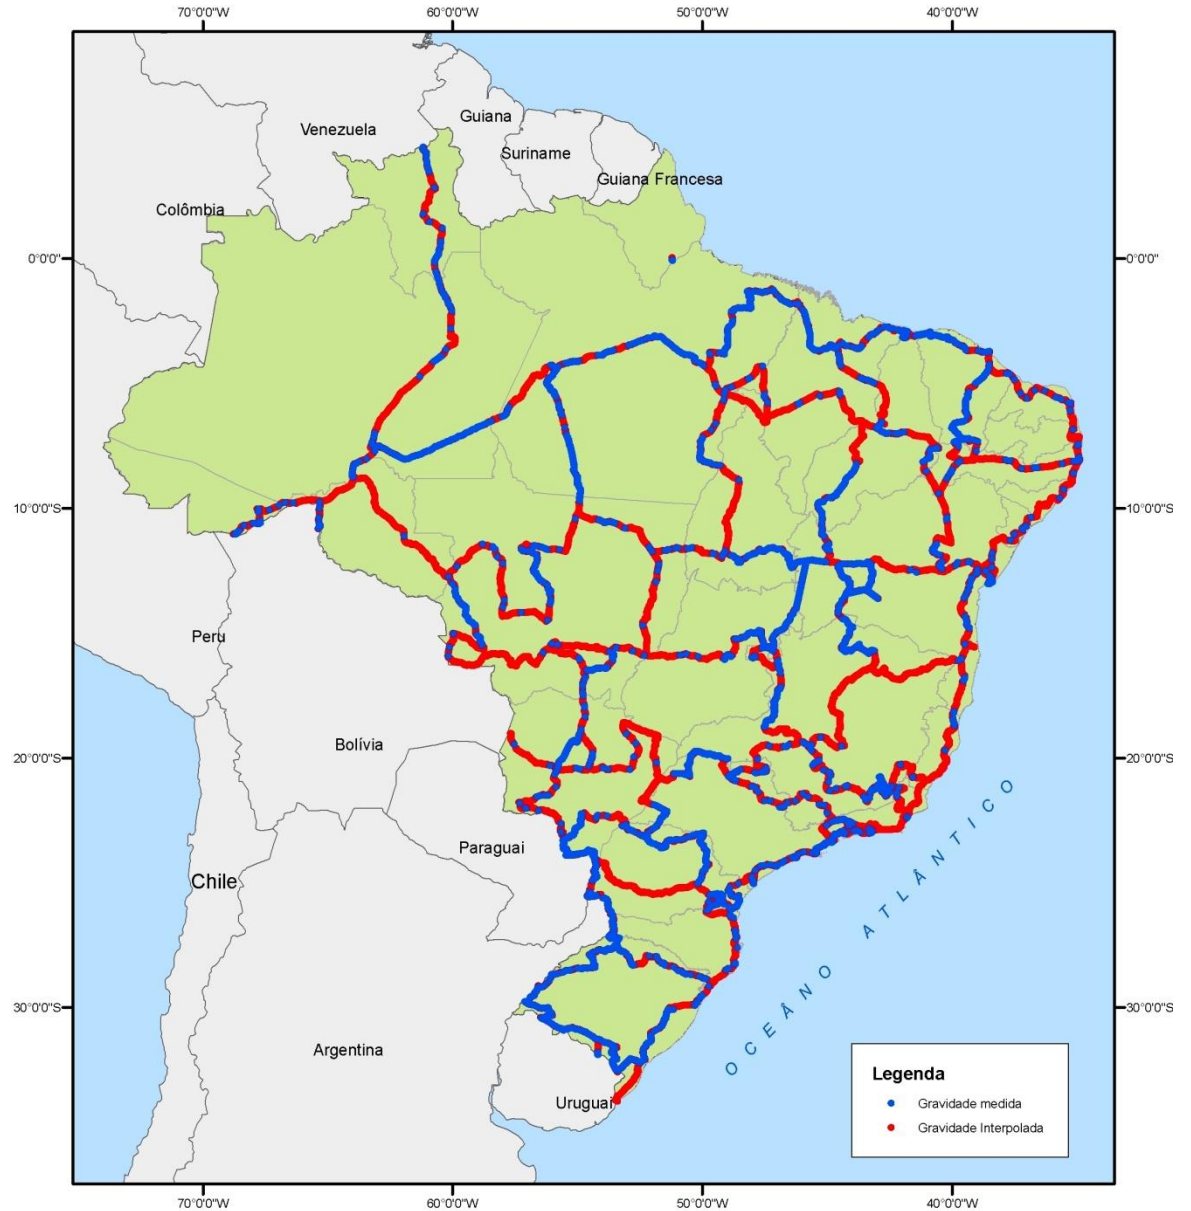 70°0'0"W 60°0'0"W 50°0'0"W 40°0'0"W
Venezuela
Guiana
Suriname
Guiana Francesa
Colômbia
0°0'0" 0°0'0"
10°0'0"S 10°0'0"S
Peru
Bolívia
20°0'0"S 20°0'0"S
Paraguai
Chile
OCEÂNO ATLÂNTICO
30°0'0"S 30°0'0"S
Argentina
Uruguai
Legenda
Gravidade medida
Gravidade Interpolada
70°0'0"W 60°0'0"W 50°0'0"W 40°0'0"W